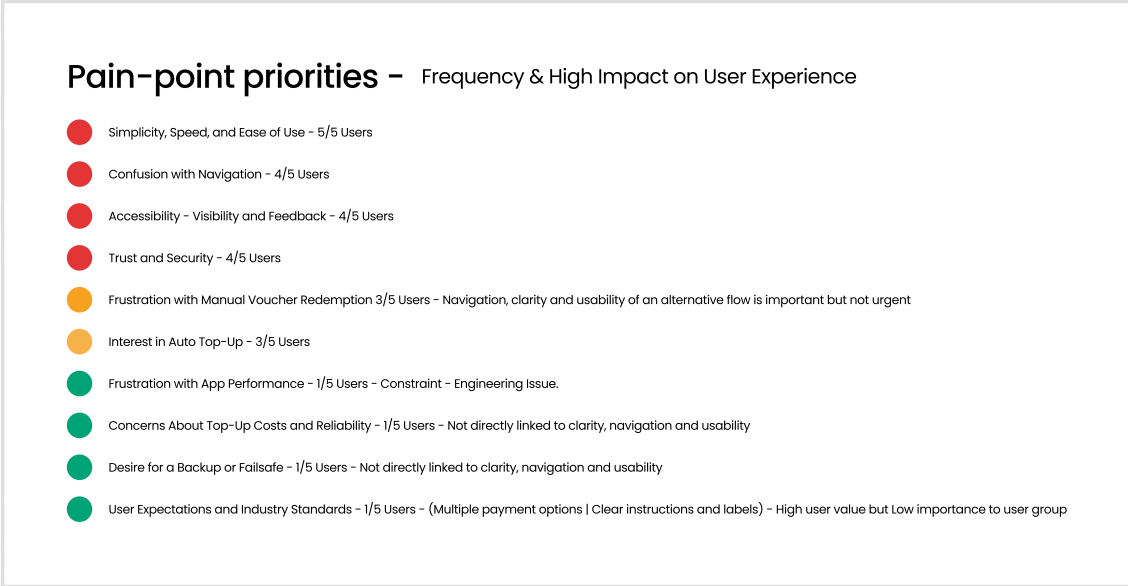 Pain-point priorities - Frequency & High Impact on User Experience
Simplicity, Speed, and Ease of Use - 5/5 Users
Confusion with Navigation - 4/5 Users
Accessibility - Visibility and Feedback - 4/5 Users
Trust and Security - 4/5 Users
Frustration with Manual Voucher Redemption 3/5 Users - Navigation, clarity and usability of an alternative flow is important but not urgent
Interest in Auto Top-Up - 3/5 Users
Frustration with App Performance - 1/5 Users - Constraint - Engineering Issue.
Concerns About Top-Up Costs and Reliability - 1/5 Users - Not directly linked to clarity, navigation and usability
Desire for a Backup or Failsafe - 1/5 Users - Not directly linked to clarity, navigation and usability
User Expectations and Industry Standards - 1/5 Users - (Multiple payment options | Clear instructions and labels) - High user value but Low importance to user group